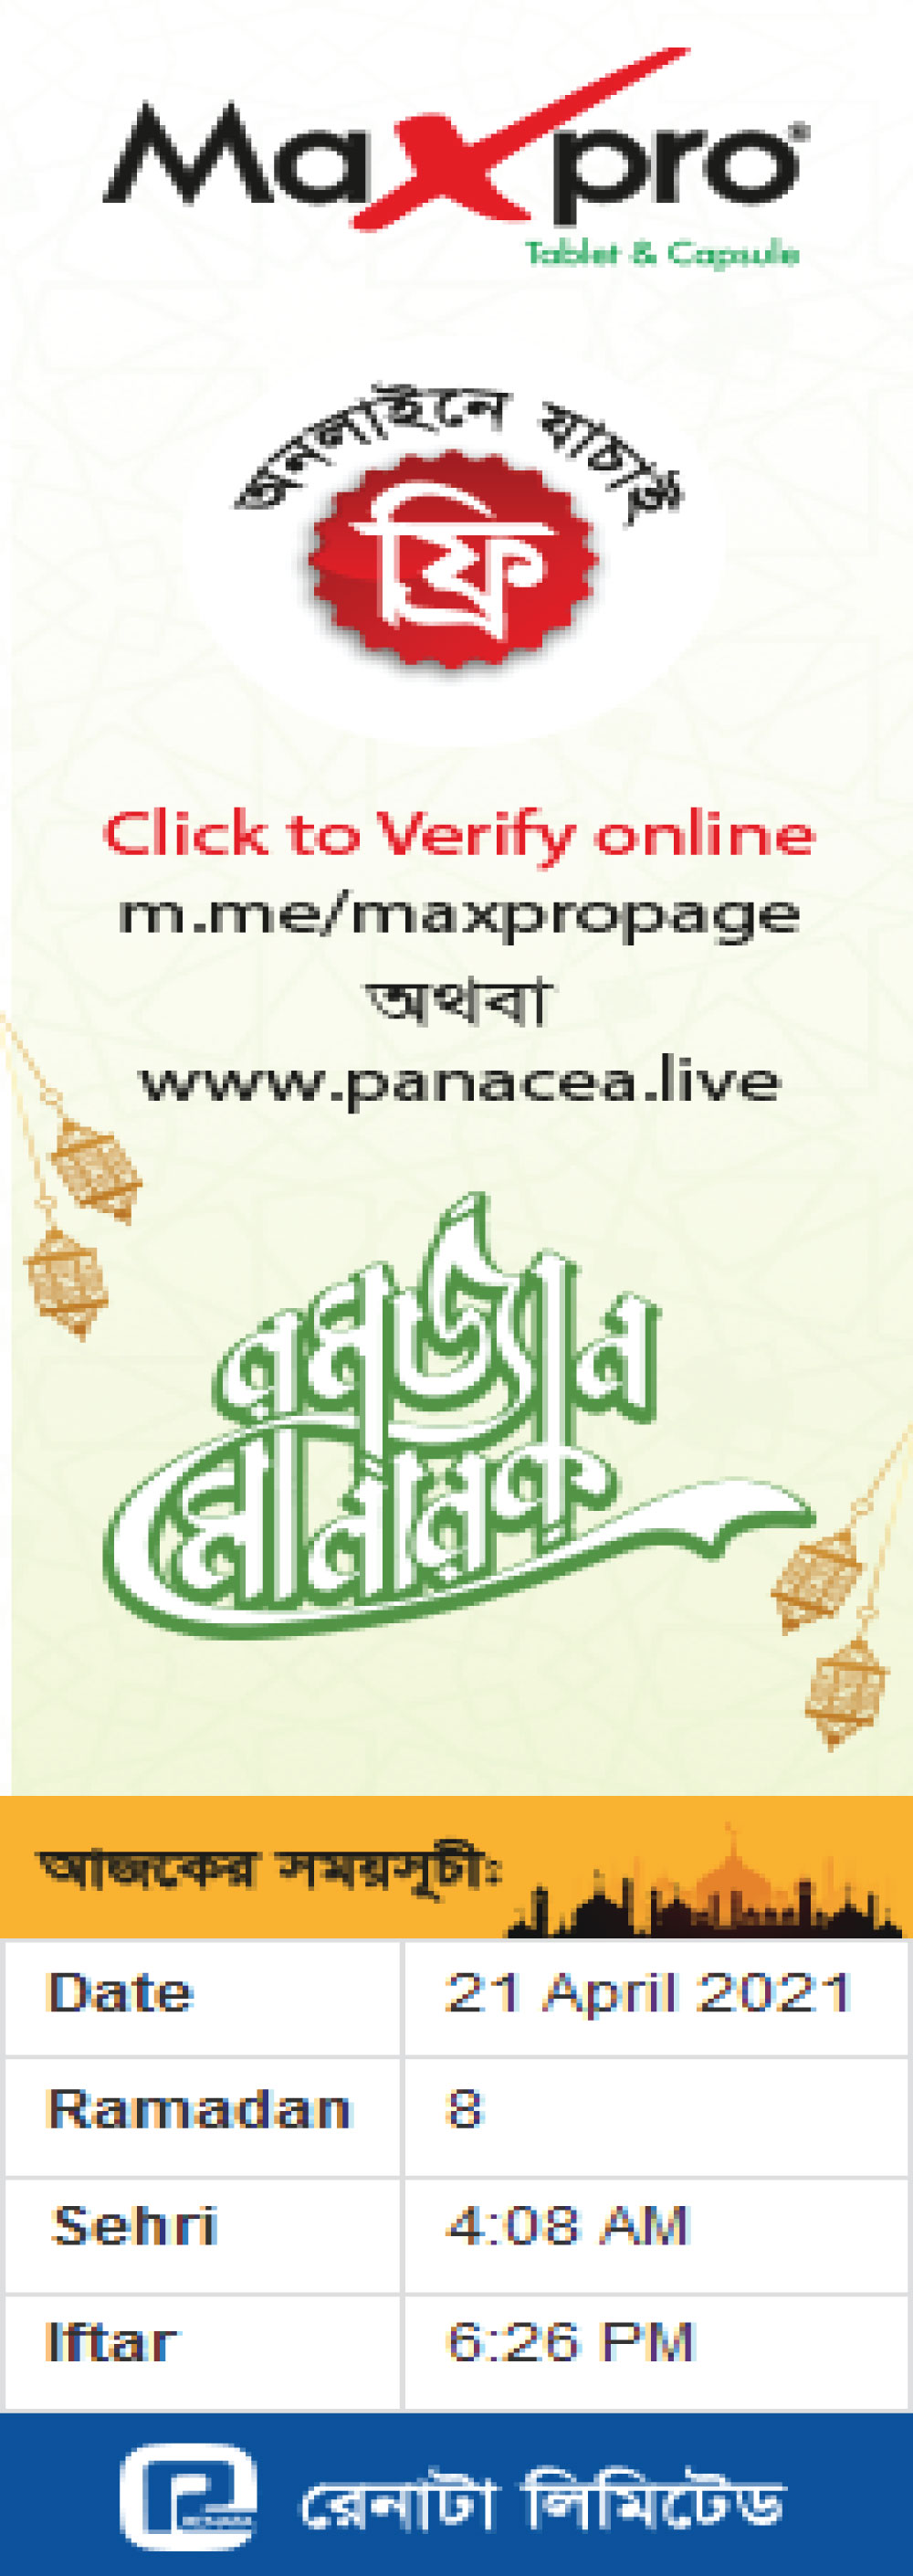 Maxpro®
Tablet & Capsule
অনলাইনে যাচাই
ফ্রি
Click to Verify online
m.me/maxpropage
অথবা
www.panacea.live
রমজান
মোবারক
আজকের সময়সূচীঃ
Date 21 April 2021
Ramadan 8
Sehri 4:08 AM
Iftar 6:26 PM
রেনাটা লিমিটেড